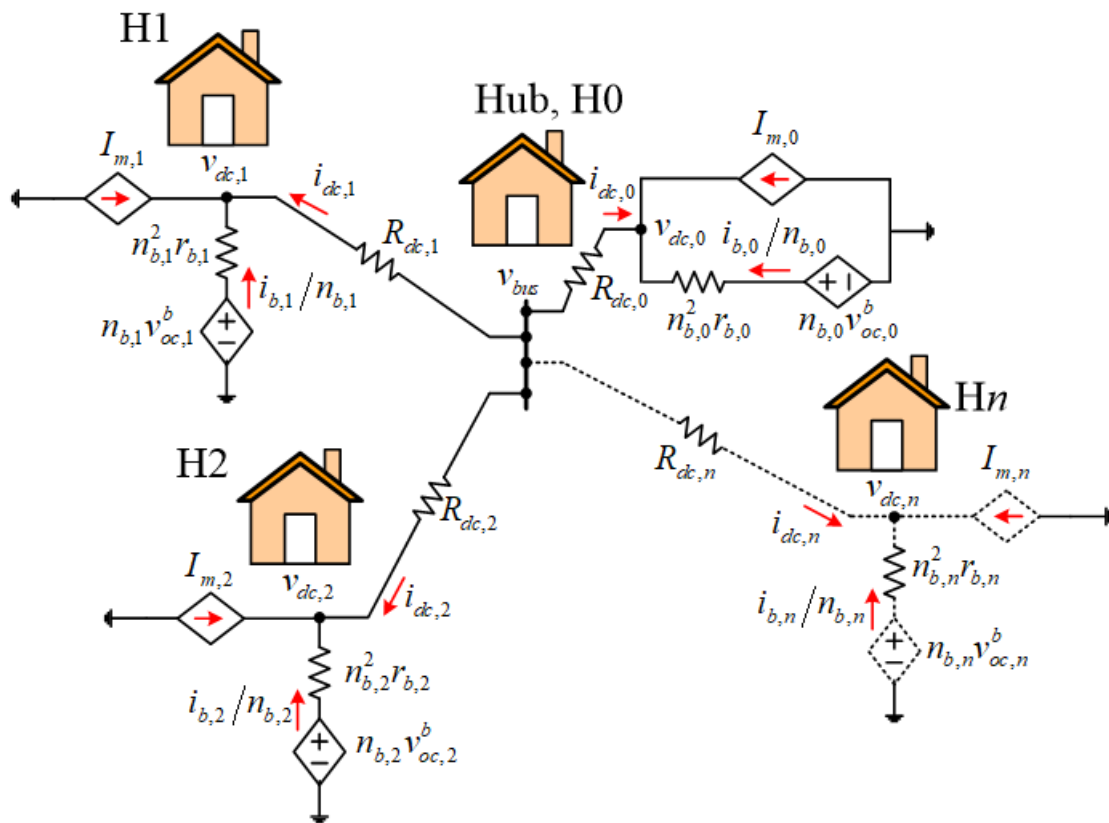 H1
I_{m,1}
v_{dc,1}
i_{dc,1}
R_{dc,1}
n_{b,1}^2 r_{b,1}
i_{b,1}/n_{b,1}
n_{b,1}v_{oc,1}^b
+
−
Hub, H0
I_{m,0}
i_{dc,0}
v_{dc,0}
i_{b,0}/n_{b,0}
R_{dc,0}
+ −
n_{b,0}^2 r_{b,0}
n_{b,0}v_{oc,0}^b
v_{bus}
H2
I_{m,2}
v_{dc,2}
R_{dc,2}
i_{dc,2}
n_{b,2}^2 r_{b,2}
i_{b,2}/n_{b,2}
n_{b,2}v_{oc,2}^b
+
−
Hn
R_{dc,n}
I_{m,n}
v_{dc,n}
i_{dc,n}
n_{b,n}^2 r_{b,n}
i_{b,n}/n_{b,n}
n_{b,n}v_{oc,n}^b
+
−